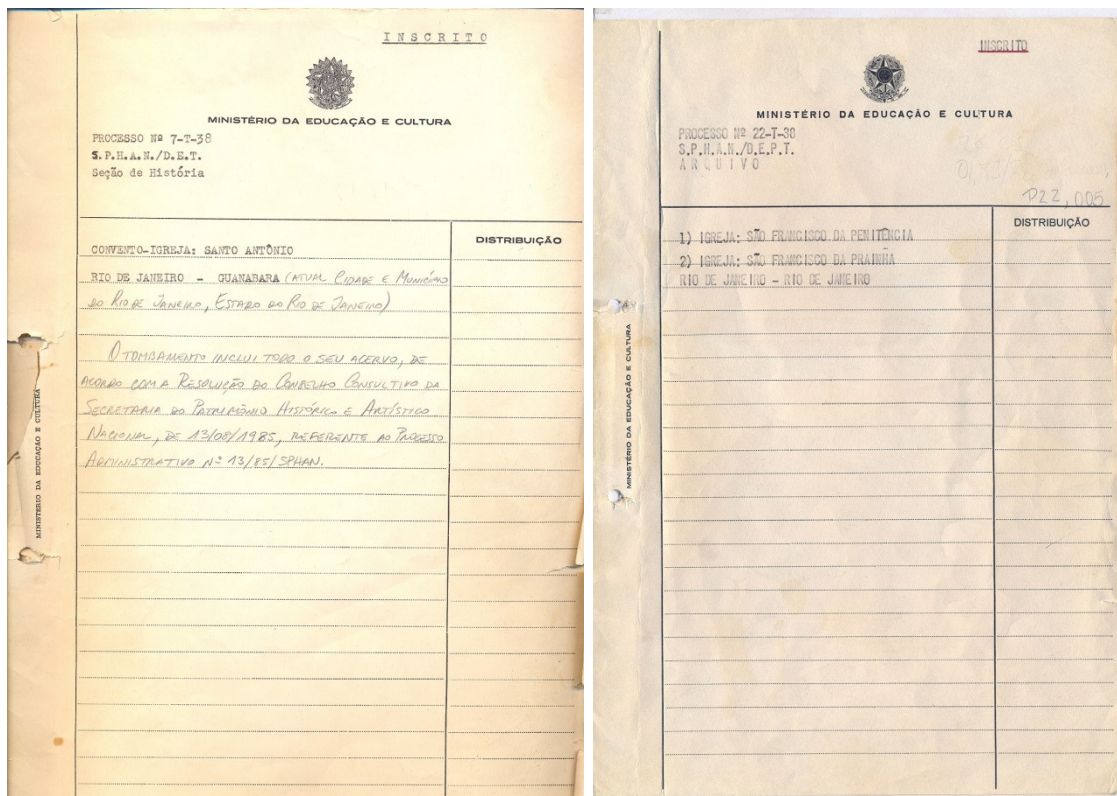 INSCRITO
MINISTÉRIO DA EDUCAÇÃO E CULTURA
PROCESSO Nº 7-T-38
S.P.H.A.N./D.E.T.
Seção de História
DISTRIBUIÇÃO
CONVENTO-IGREJA: SANTO ANTÔNIO
RIO DE JANEIRO - GUANABARA (ATUAL CIDADE E MUNICÍPIO
DO RIO DE JANEIRO, ESTADO DO RIO DE JANEIRO)
O TOMBAMENTO INCLUI TODO O SEU ACERVO, DE
ACORDO COM A RESOLUÇÃO DO CONSELHO CONSULTIVO DA
SECRETARIA DO PATRIMÔNIO HISTÓRICO E ARTÍSTICO
NACIONAL, DE 13/08/1985, REFERENTE AO PROCESSO
ADMINISTRATIVO Nº 13/85/SPHAN.
MINISTERIO DA EDUCAÇÃO E CULTURA
INSCRITO
MINISTÉRIO DA EDUCAÇÃO E CULTURA
PROCESSO Nº 22-T-38
S.P.H.A.N./D.E.P.T.
ARQUIVO
P22,005
DISTRIBUIÇÃO
1) IGREJA: SÃO FRANCISCO DA PENITÊNCIA
2) IGREJA: SÃO FRANCISCO DA PRAINHA
RIO DE JANEIRO - RIO DE JANEIRO
MINISTÉRIO DA EDUCAÇÃO E CULTURA